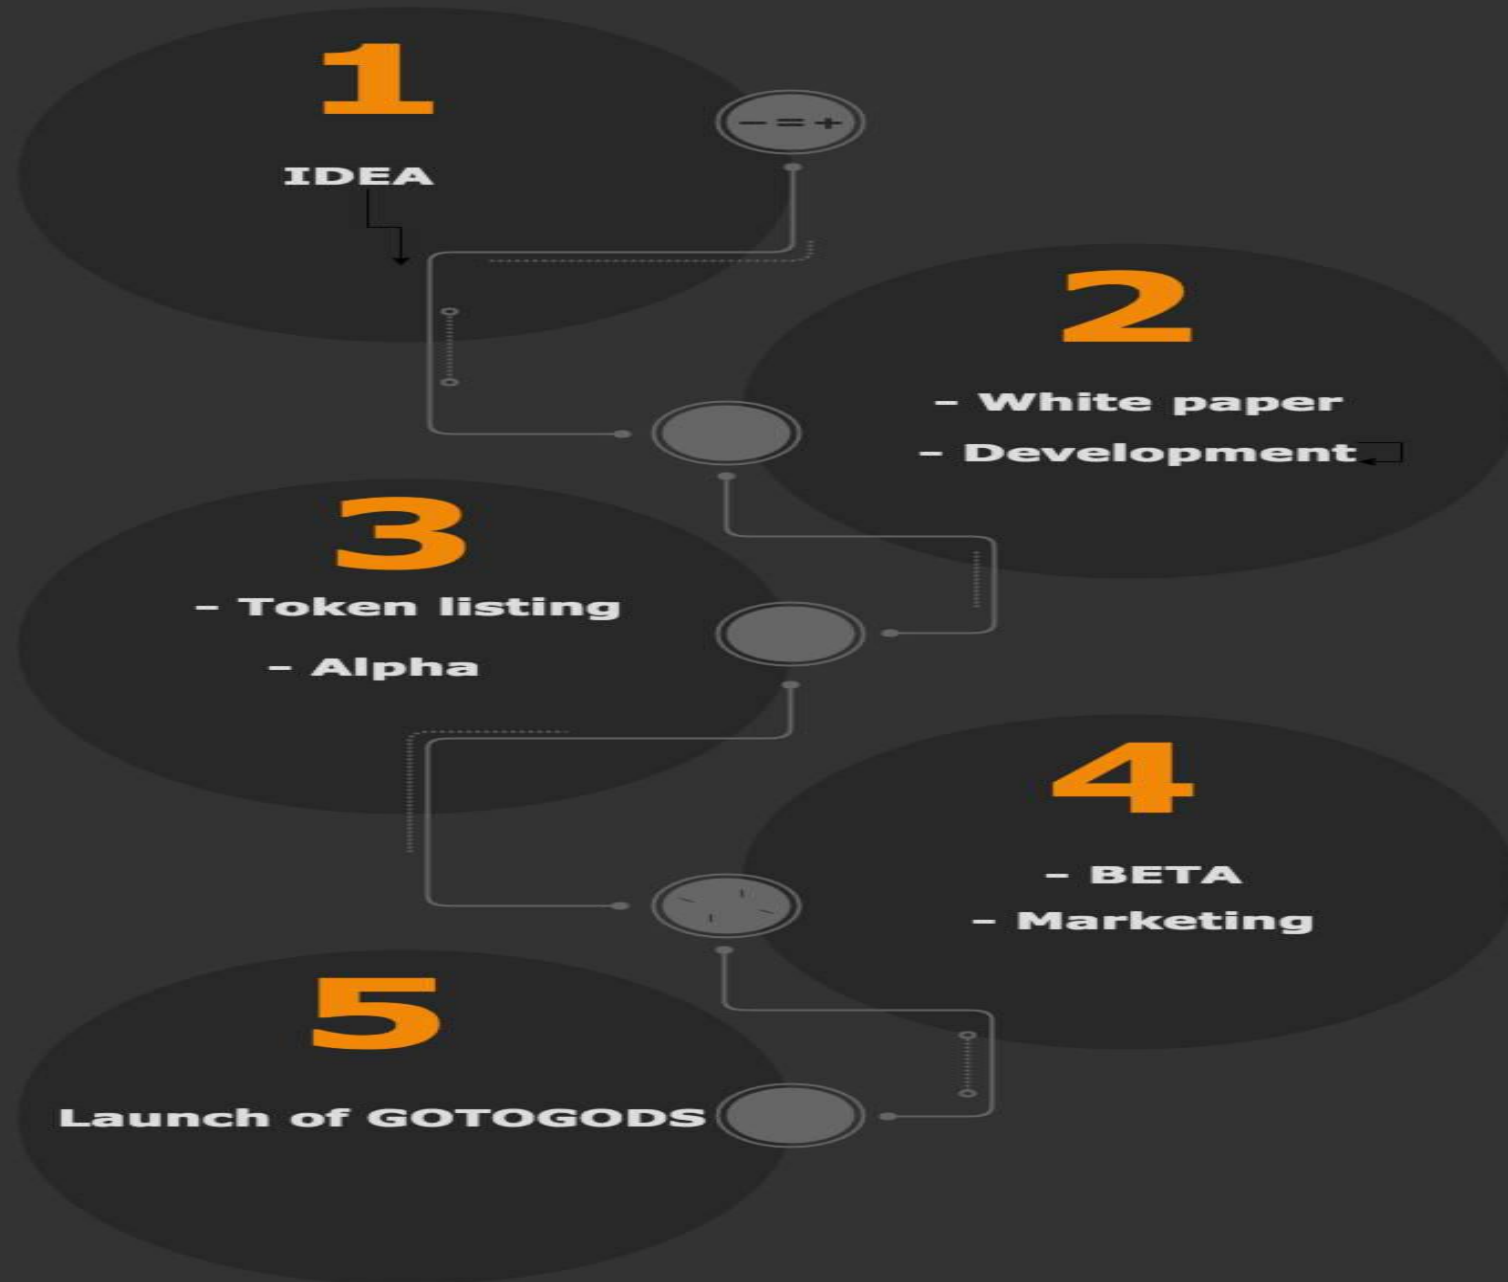 1
IDEA
- = +
2
- White paper
- Development
3
- Token listing
- Alpha
4
- BETA
- Marketing
5
Launch of GOTOGODS